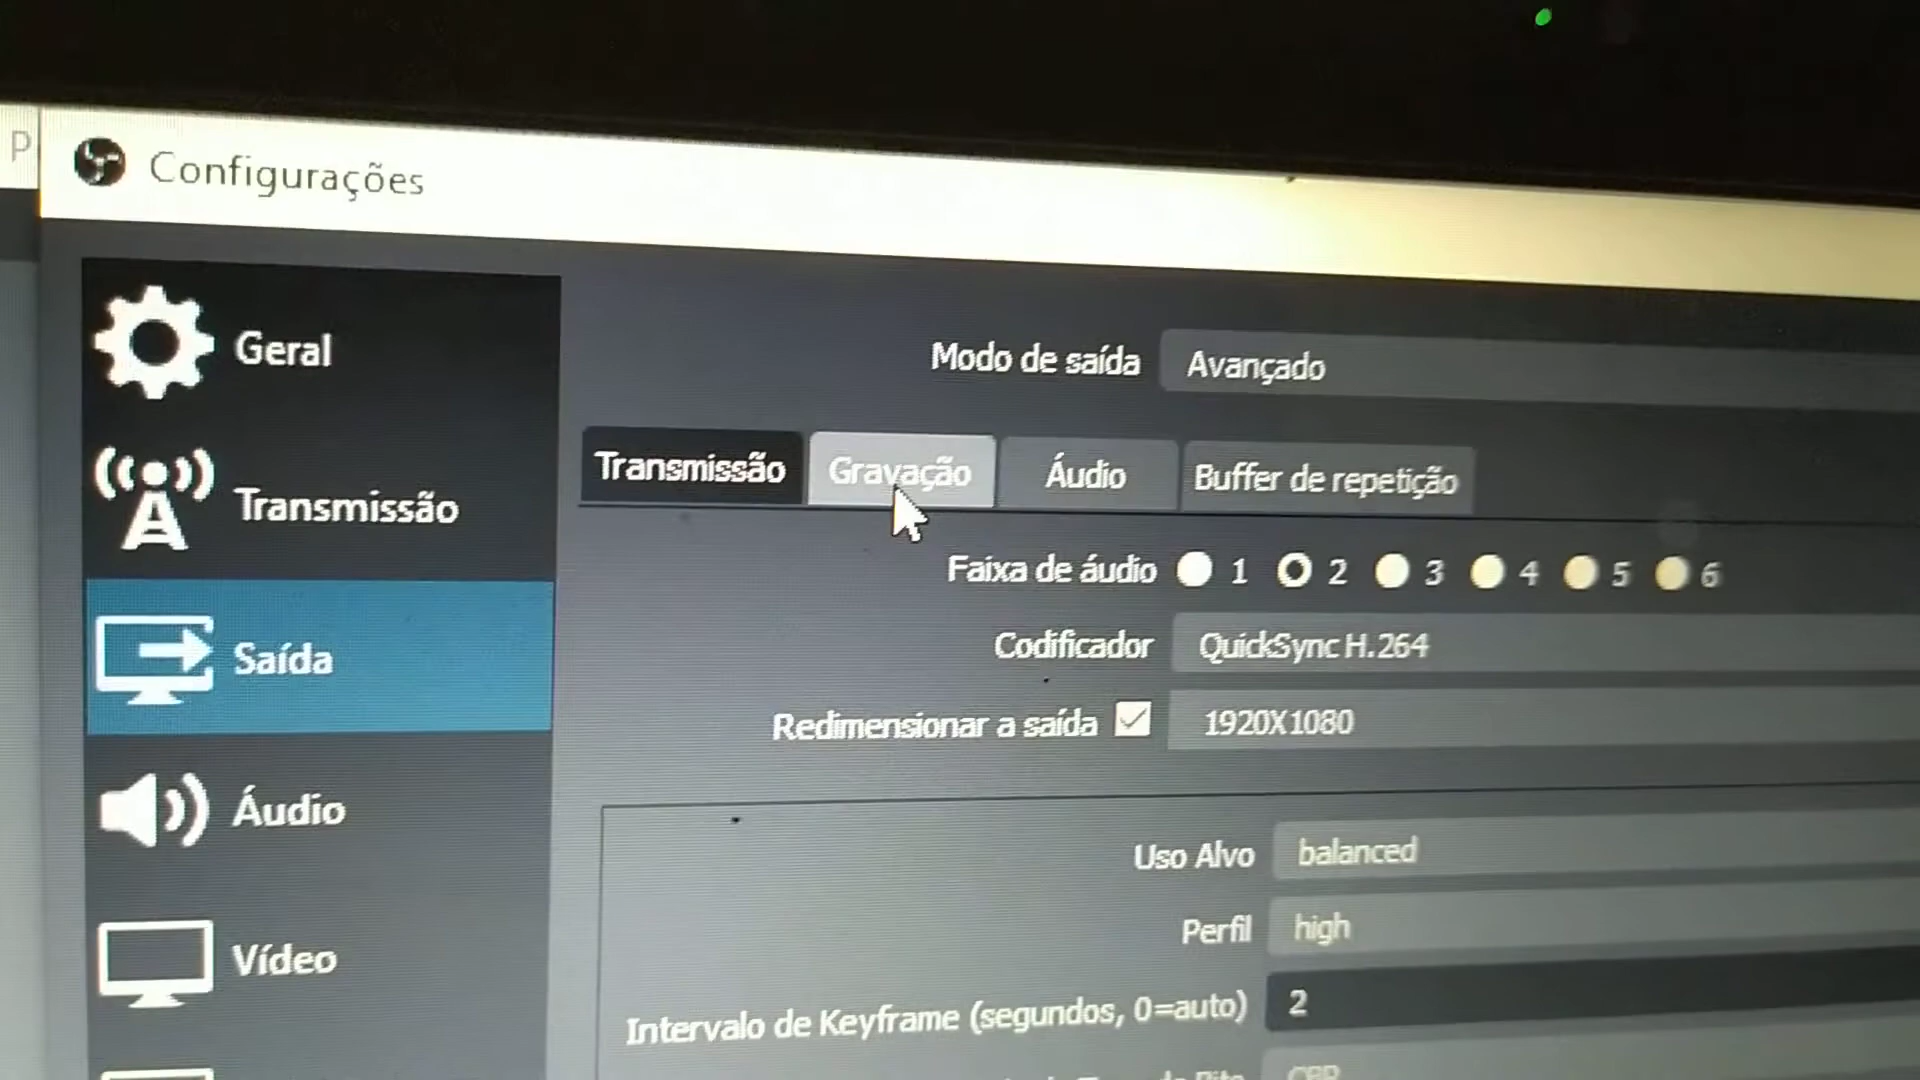 P
Configurações
Geral
Transmissão
Saída
Áudio
Vídeo
Modo de saída Avançado
Transmissão Gravação Áudio Buffer de repetição
Faixa de áudio 1 2 3 4 5 6
Codificador QuickSync H.264
Redimensionar a saída 1920X1080
Uso Alvo balanced
Perfil high
Intervalo de Keyframe (segundos, 0=auto) 2
CBR